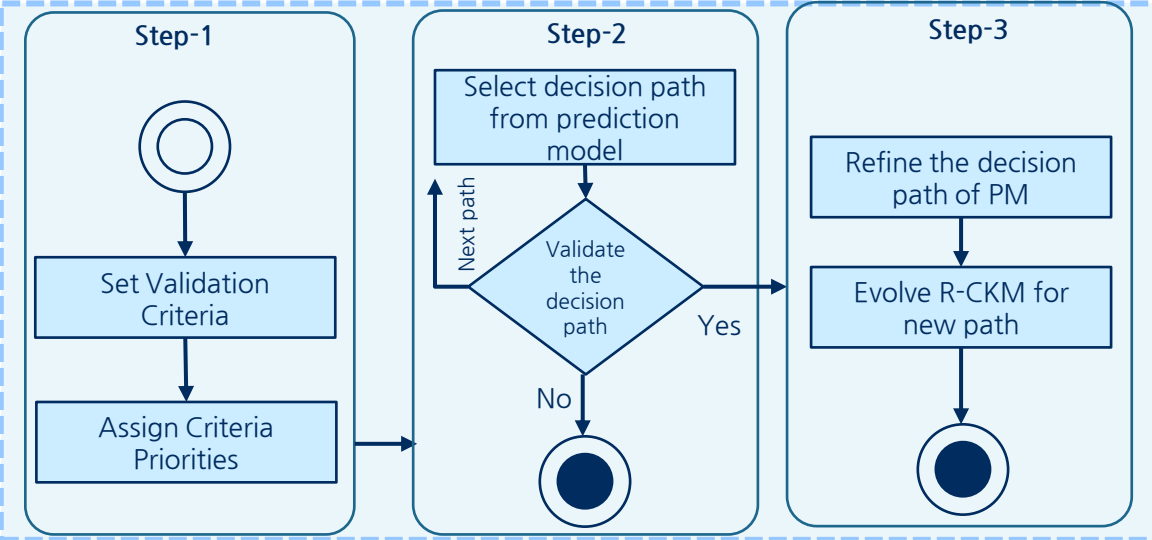 Step-1
Set Validation
Criteria
Assign Criteria
Priorities
Step-2
Select decision path
from prediction
model
Next path
Validate
the
decision
path
Yes
No
Step-3
Refine the decision
path of PM
Evolve R-CKM for
new path